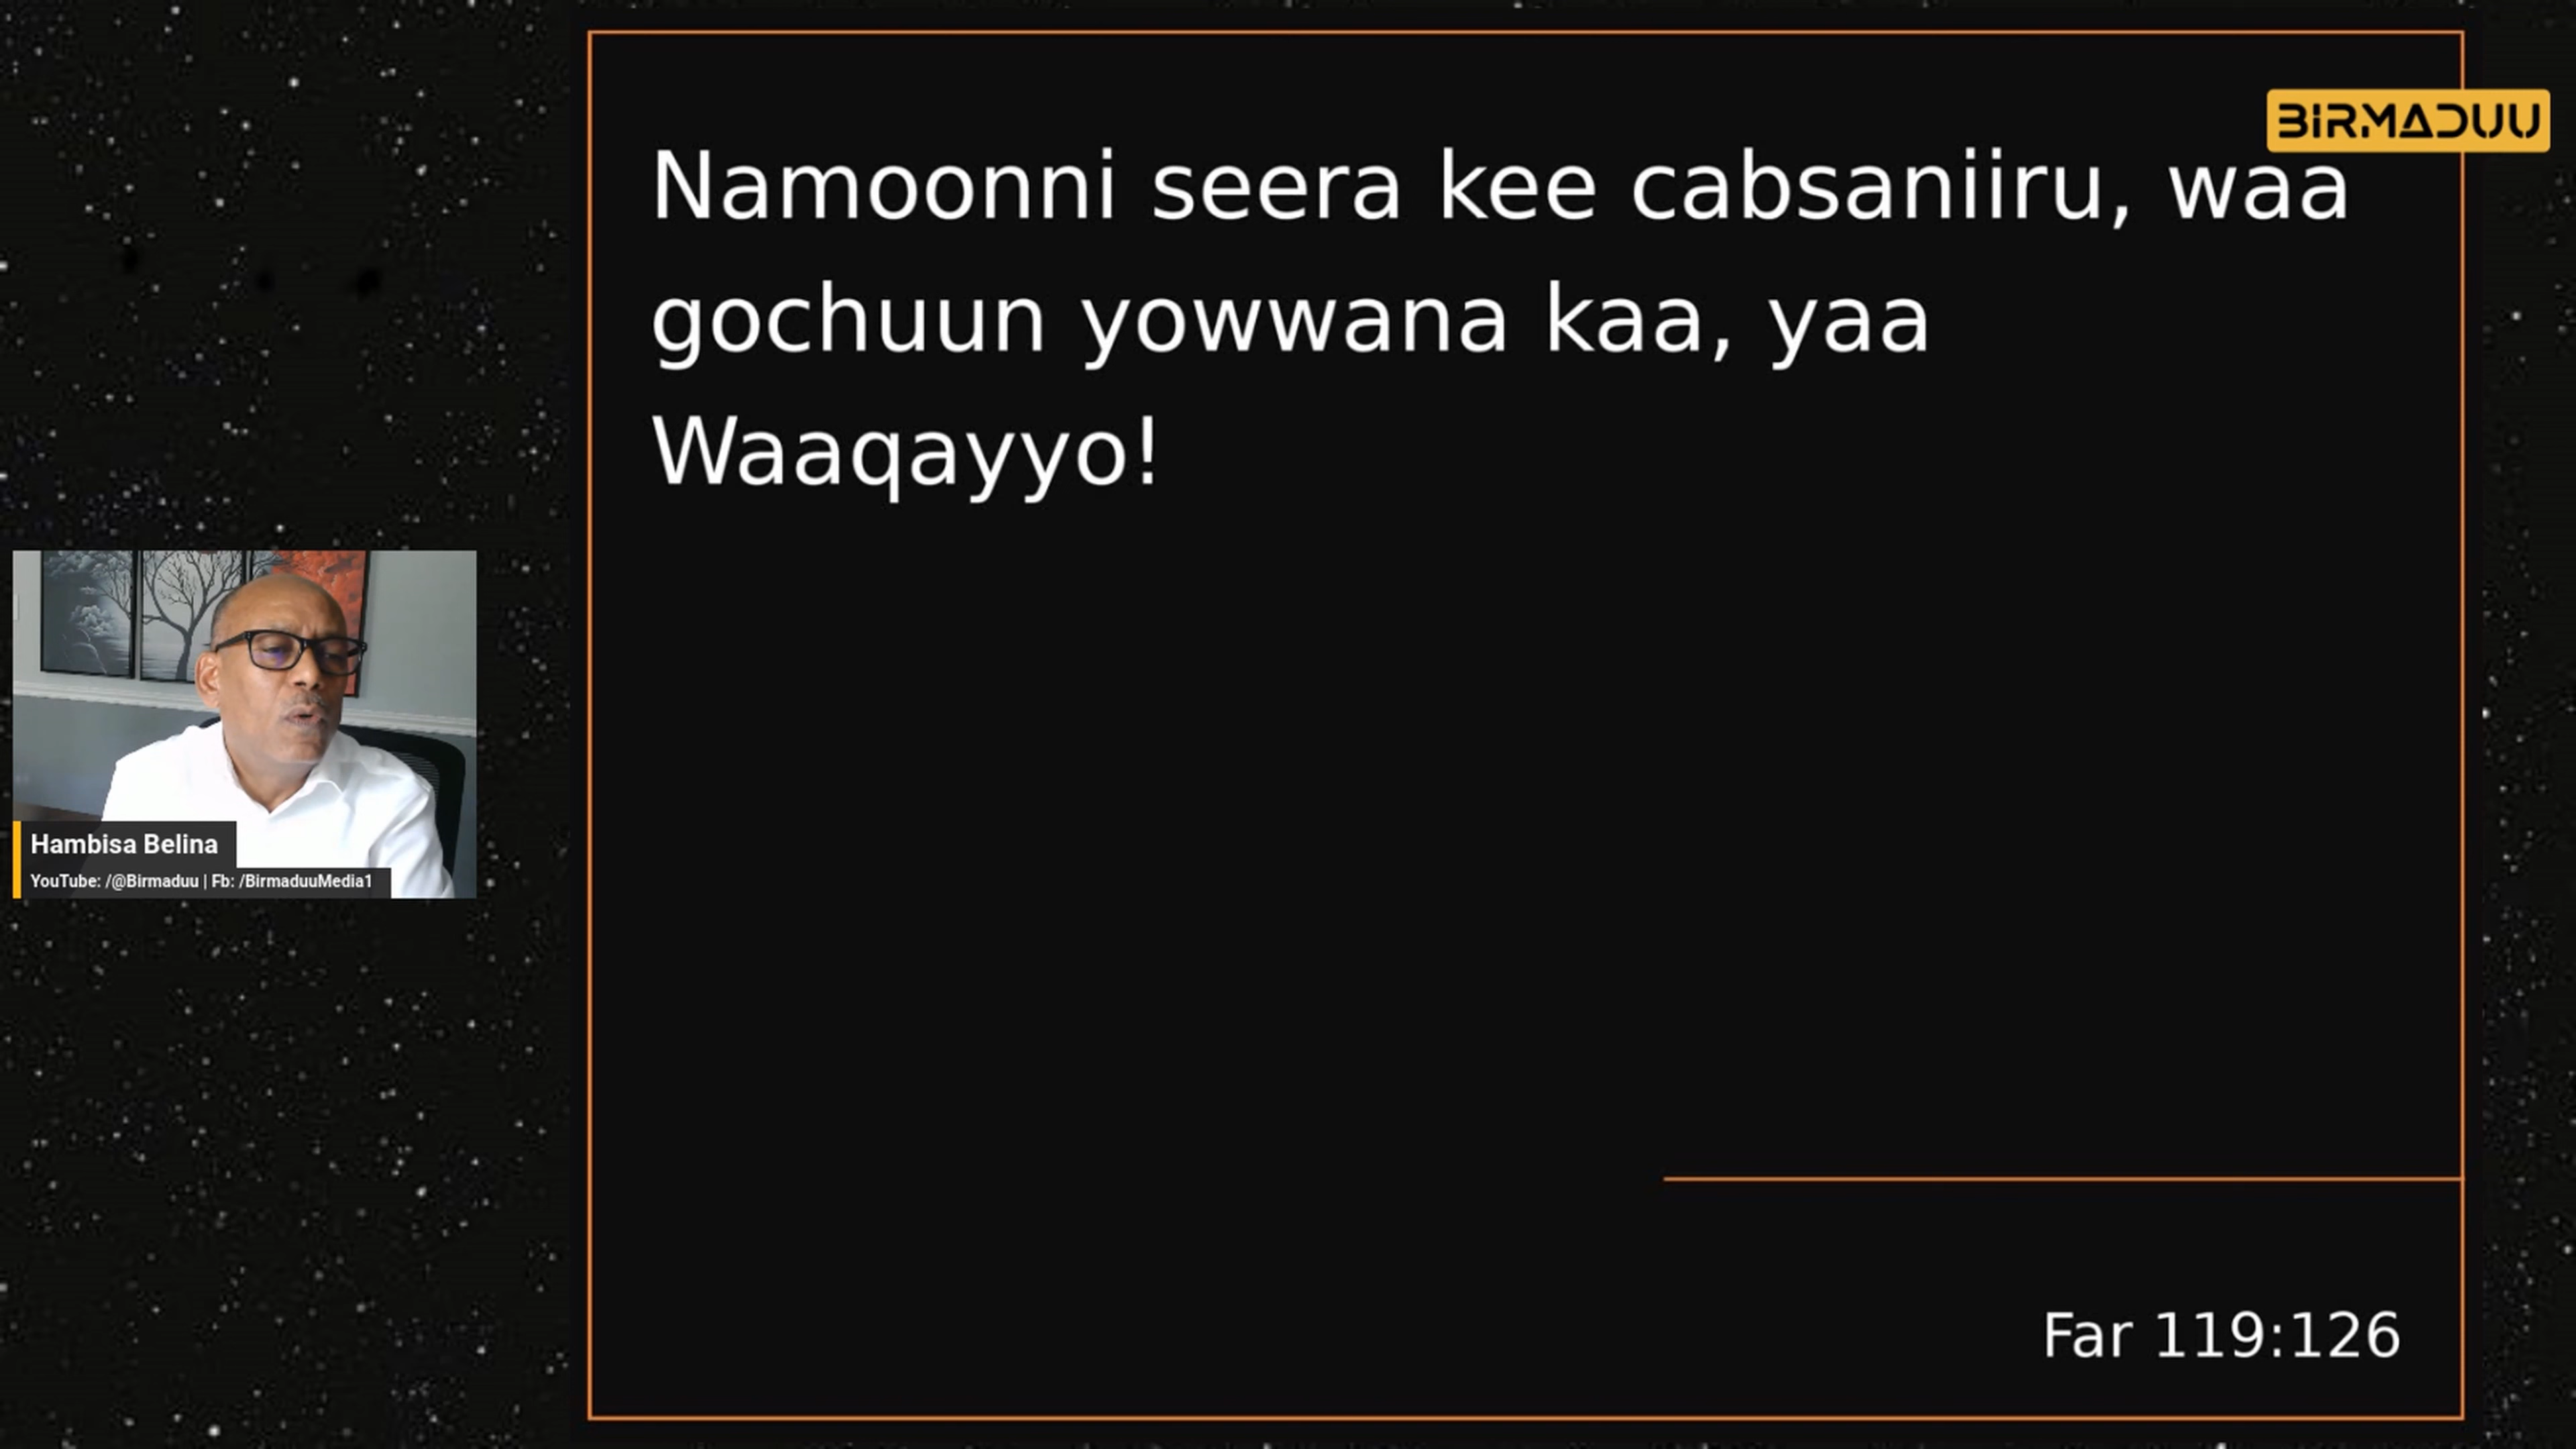 BiRMADUU
Namoonni seera kee cabsaniiru, waa
gochuun yowwana kaa, yaa
Waaqayyo!
Hambisa Belina
YouTube: /@Birmaduu | Fb: /BirmaduuMedia1
Far 119:126